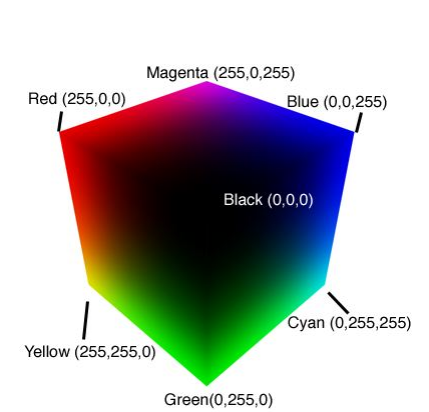 Magenta (255,0,255)
Red (255,0,0)
Blue (0,0,255)
Black (0,0,0)
Cyan (0,255,255)
Yellow (255,255,0)
Green(0,255,0)